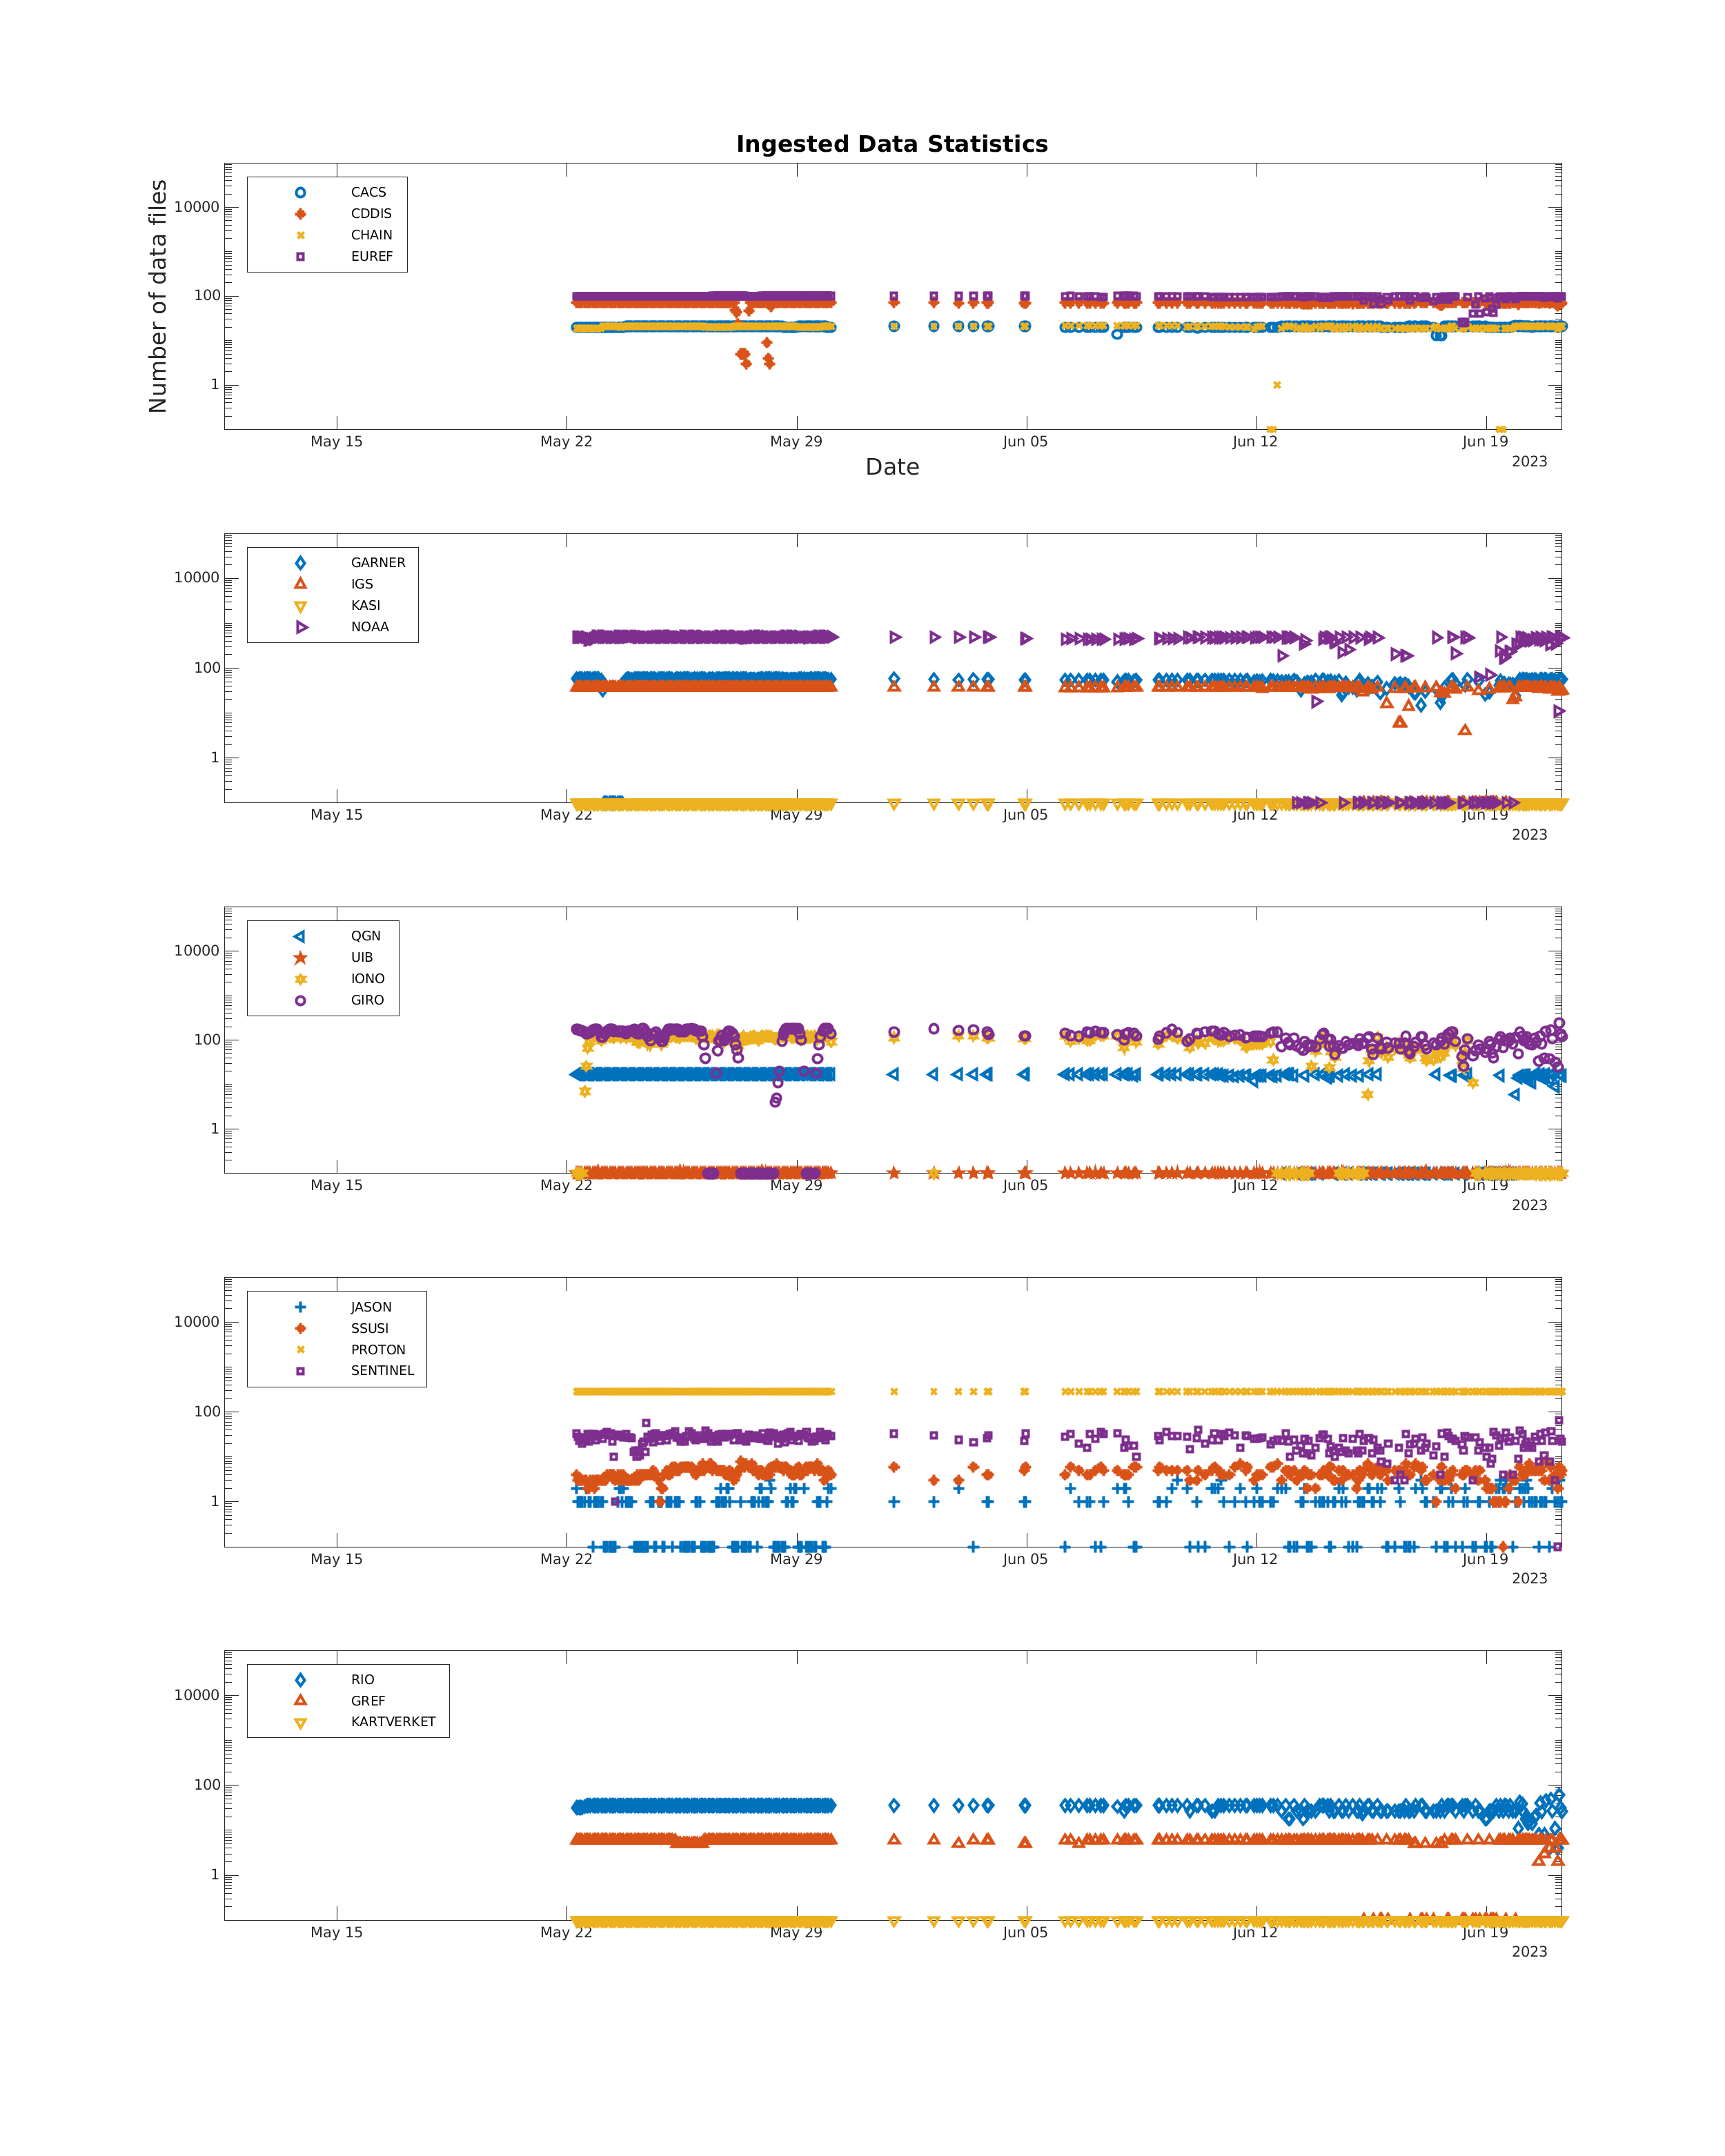 Ingested Data Statistics
Number of data files
CACS
CDDIS
CHAIN
EUREF
10000
100
1
May 15
May 22
May 29
Jun 05
Jun 12
Jun 19
2023
Date
GARNER
IGS
KASI
NOAA
10000
100
1
May 15
May 22
May 29
Jun 05
Jun 12
Jun 19
2023
QGN
UIB
IONO
GIRO
10000
100
1
May 15
May 22
May 29
Jun 05
Jun 12
Jun 19
2023
JASON
SSUSI
PROTON
SENTINEL
10000
100
1
May 15
May 22
May 29
Jun 05
Jun 12
Jun 19
2023
RIO
GREF
KARTVERKET
10000
100
1
May 15
May 22
May 29
Jun 05
Jun 12
Jun 19
2023